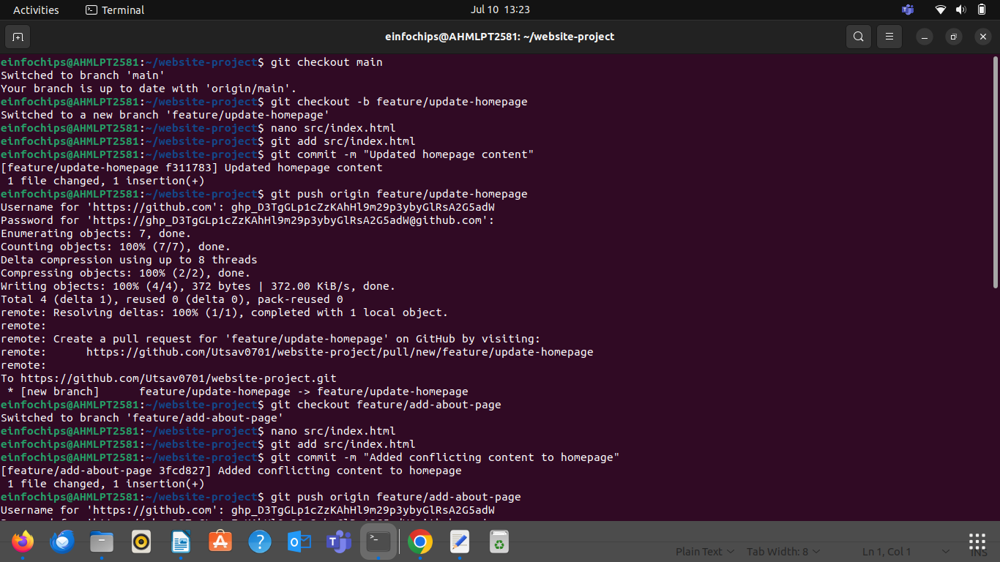 Activities
Terminal
Jul 10 13:23
einfochips@AHMLPT2581: ~/website-project
einfochips@AHMLPT2581:~/website-project$ git checkout main
Switched to branch 'main'
Your branch is up to date with 'origin/main'.
einfochips@AHMLPT2581:~/website-project$ git checkout -b feature/update-homepage
Switched to a new branch 'feature/update-homepage'
einfochips@AHMLPT2581:~/website-project$ nano src/index.html
einfochips@AHMLPT2581:~/website-project$ git add src/index.html
einfochips@AHMLPT2581:~/website-project$ git commit -m "Updated homepage content"
[feature/update-homepage f311783] Updated homepage content
 1 file changed, 1 insertion(+)
einfochips@AHMLPT2581:~/website-project$ git push origin feature/update-homepage
Username for 'https://github.com': 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
Password for 'https://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@github.com':
Enumerating objects: 7, done.
Counting objects: 100% (7/7), done.
Delta compression using up to 8 threads
Compressing objects: 100% (2/2), done.
Writing objects: 100% (4/4), 372 bytes | 372.00 KiB/s, done.
Total 4 (delta 1), reused 0 (delta 0), pack-reused 0
remote: Resolving deltas: 100% (1/1), completed with 1 local object.
remote:
remote: Create a pull request for 'feature/update-homepage' on GitHub by visiting:
remote:      https://github.com/Utsav0701/website-project/pull/new/feature/update-homepage
remote:
To https://github.com/Utsav0701/website-project.git
 * [new branch]      feature/update-homepage -> feature/update-homepage
einfochips@AHMLPT2581:~/website-project$ git checkout feature/add-about-page
Switched to branch 'feature/add-about-page'
einfochips@AHMLPT2581:~/website-project$ nano src/index.html
einfochips@AHMLPT2581:~/website-project$ git add src/index.html
einfochips@AHMLPT2581:~/website-project$ git commit -m "Added conflicting content to homepage"
[feature/add-about-page 3fcd827] Added conflicting content to homepage
 1 file changed, 1 insertion(+)
einfochips@AHMLPT2581:~/website-project$ git push origin feature/add-about-page
Username for 'https://github.com': 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
Plain Text
Tab Width: 8
Ln 1, Col 1
INS